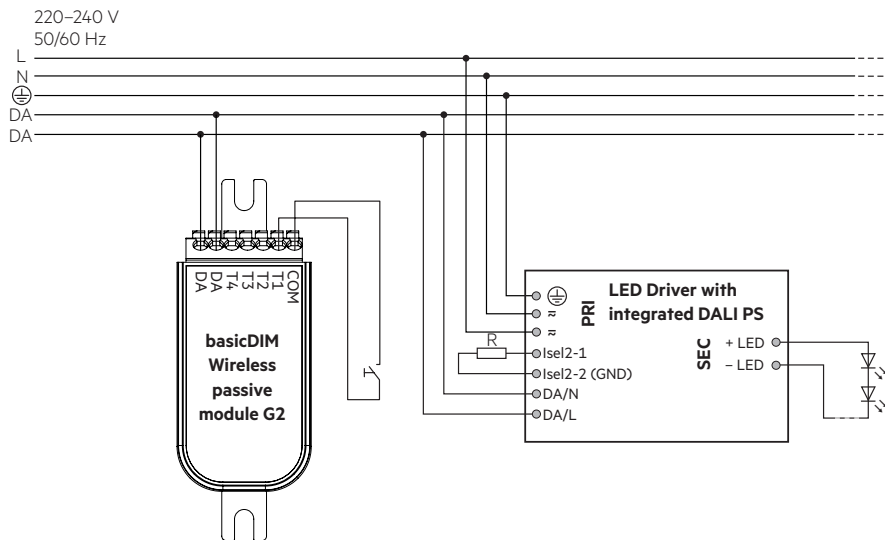 220–240 V
50/60 Hz
L
N
DA
DA
DA
DA
T4
T3
T2
T1
COM
basicDIM
Wireless
passive
module G2
LED Driver with
integrated DALI PS
PRI
≂
≂
R
Isel2-1
Isel2-2 (GND)
DA/N
DA/L
SEC
+ LED
– LED